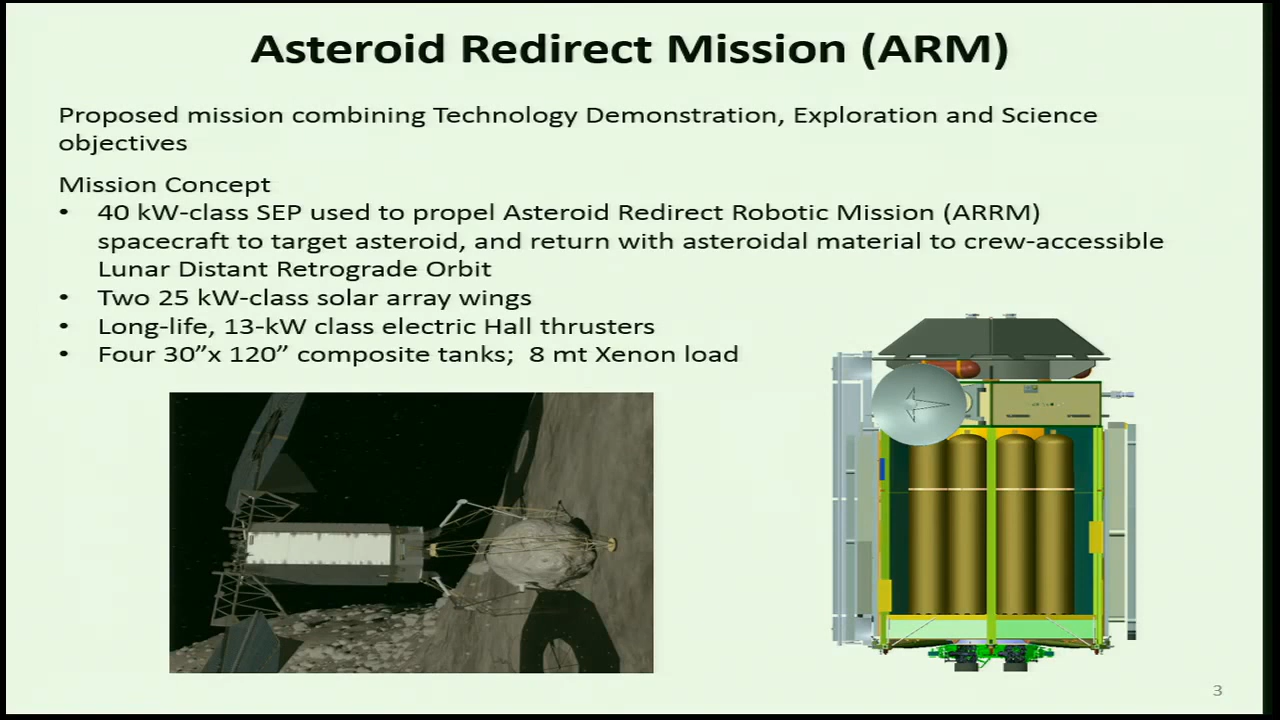 Asteroid Redirect Mission (ARM)
Proposed mission combining Technology Demonstration, Exploration and Science
objectives
Mission Concept
• 40 kW-class SEP used to propel Asteroid Redirect Robotic Mission (ARRM)
spacecraft to target asteroid, and return with asteroidal material to crew-accessible
Lunar Distant Retrograde Orbit
• Two 25 kW-class solar array wings
• Long-life, 13-kW class electric Hall thrusters
• Four 30”x 120” composite tanks;  8 mt Xenon load
3